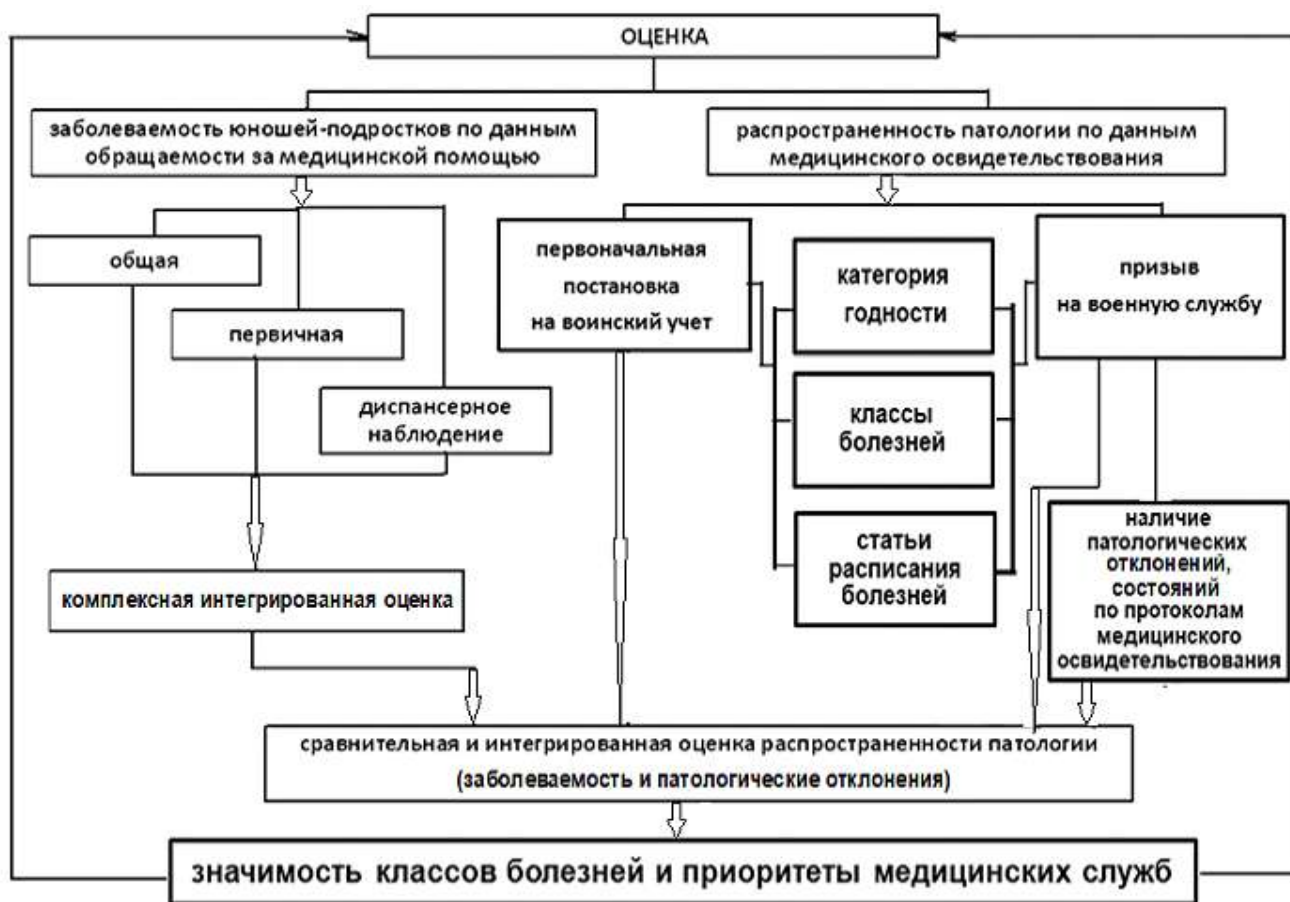 ОЦЕНКА
заболеваемость юношей-подростков по данным
обращаемости за медицинской помощью
распространенность патологии по данным
медицинского освидетельствования
общая
первичная
диспансерное
наблюдение
первоначальная
постановка
на воинский учет
категория
годности
классы
болезней
статьи
расписания
болезней
призыв
на военную службу
наличие
патологических
отклонений,
состояний
по протоколам
медицинского
освидетельствования
комплексная интегрированная оценка
сравнительная и интегрированная оценка распространенности патологии
(заболеваемость и патологические отклонения)
значимость классов болезней и приоритеты медицинских служб